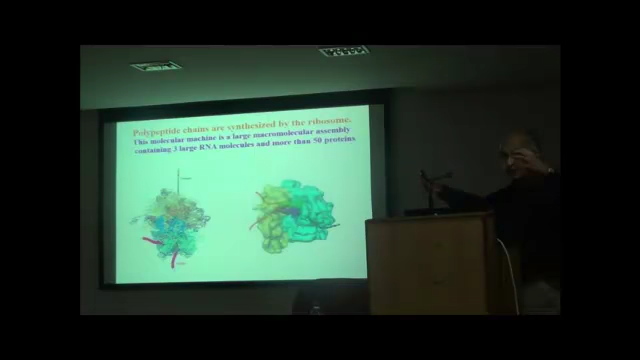 Polypeptide chains are synthesized by the ribosome.
This molecular machine is a large macromolecular assembly
containing 3 large RNA molecules and more than 50 proteins